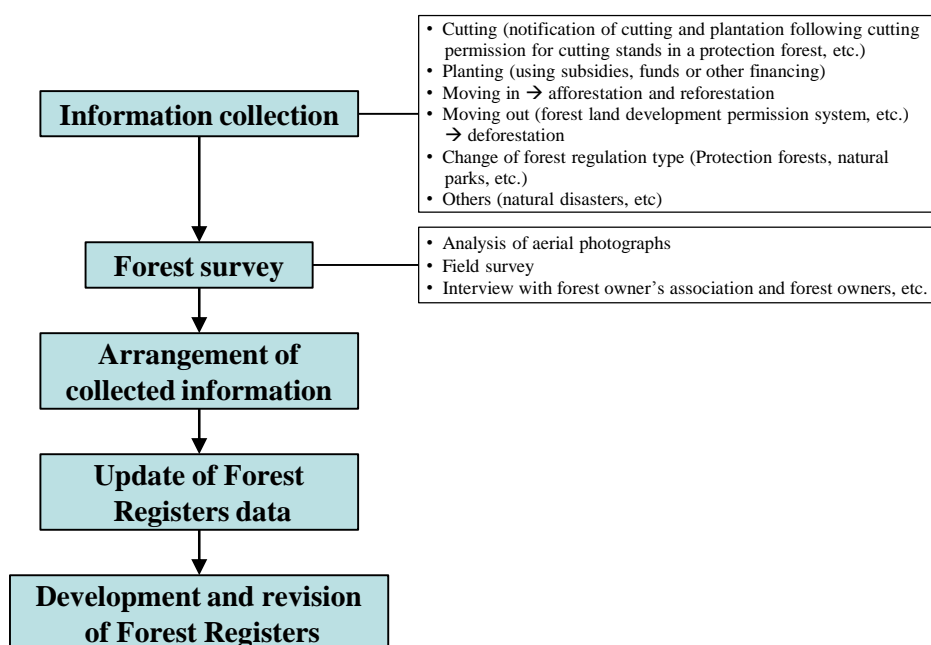 • Cutting (notification of cutting and plantation following cutting
permission for cutting stands in a protection forest, etc.)
• Planting (using subsidies, funds or other financing)
• Moving in → afforestation and reforestation
• Moving out (forest land development permission system, etc.)
→ deforestation
• Change of forest regulation type (Protection forests, natural
parks, etc.)
• Others (natural disasters, etc)
Information collection
• Analysis of aerial photographs
• Field survey
• Interview with forest owner's association and forest owners, etc.
Forest survey
Arrangement of
collected information
Update of Forest
Registers data
Development and revision
of Forest Registers